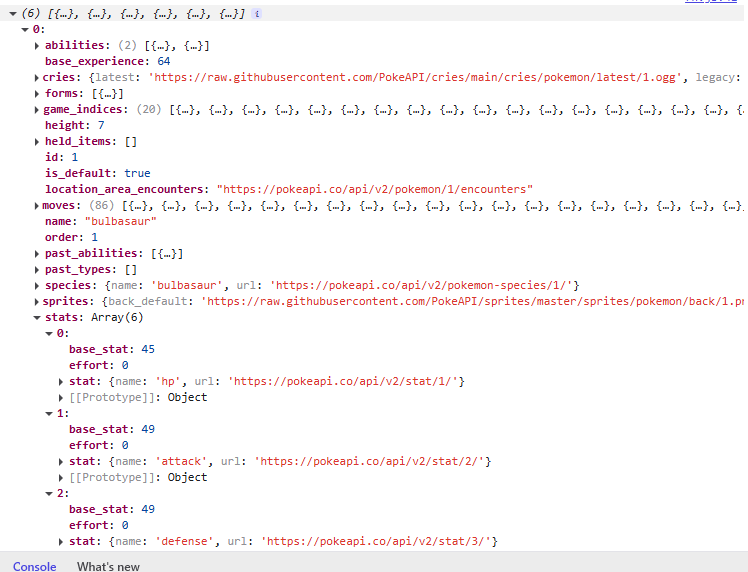 (6) [{…}, {…}, {…}, {…}, {…}, {…}] i
0:
abilities: (2) [{…}, {…}]
base_experience: 64
cries: {latest: 'https://raw.githubusercontent.com/PokeAPI/cries/main/cries/pokemon/latest/1.ogg', legacy:
forms: [{…}]
game_indices: (20) [{…}, {…}, {…}, {…}, {…}, {…}, {…}, {…}, {…}, {…}, {…}, {…}, {…}, {…}, {…}, {…}, {…}, {
height: 7
held_items: []
id: 1
is_default: true
location_area_encounters: "https://pokeapi.co/api/v2/pokemon/1/encounters"
moves: (86) [{…}, {…}, {…}, {…}, {…}, {…}, {…}, {…}, {…}, {…}, {…}, {…}, {…}, {…}, {…}, {…}, {…}, {…}, {…}
name: "bulbasaur"
order: 1
past_abilities: [{…}]
past_types: []
species: {name: 'bulbasaur', url: 'https://pokeapi.co/api/v2/pokemon-species/1/'}
sprites: {back_default: 'https://raw.githubusercontent.com/PokeAPI/sprites/master/sprites/pokemon/back/1.p
stats: Array(6)
0:
base_stat: 45
effort: 0
stat: {name: 'hp', url: 'https://pokeapi.co/api/v2/stat/1/'}
[[Prototype]]: Object
1:
base_stat: 49
effort: 0
stat: {name: 'attack', url: 'https://pokeapi.co/api/v2/stat/2/'}
[[Prototype]]: Object
2:
base_stat: 49
effort: 0
stat: {name: 'defense', url: 'https://pokeapi.co/api/v2/stat/3/'}
Console What's new